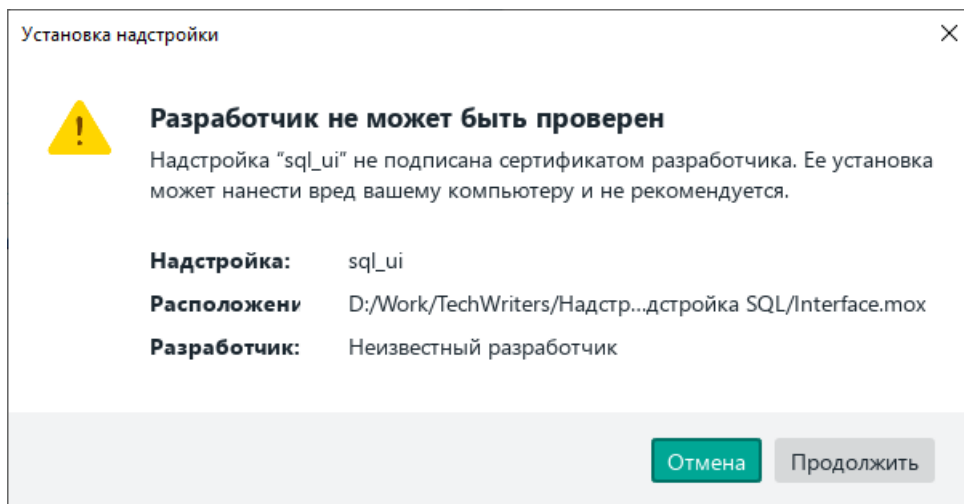 Установка надстройки
Разработчик не может быть проверен
Надстройка “sql_ui” не подписана сертификатом разработчика. Ее установка
может нанести вред вашему компьютеру и не рекомендуется.
Надстройка: sql_ui
Расположени D:/Work/TechWriters/Надстр...дстройка SQL/Interface.mox
Разработчик: Неизвестный разработчик
Отмена Продолжить